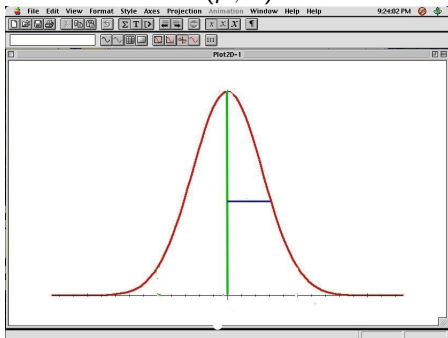 File Edit View Format Style Axes Projection Animation Window Help Help 9:24:02 PM
Σ T
x x X ¶
Plot2D-1